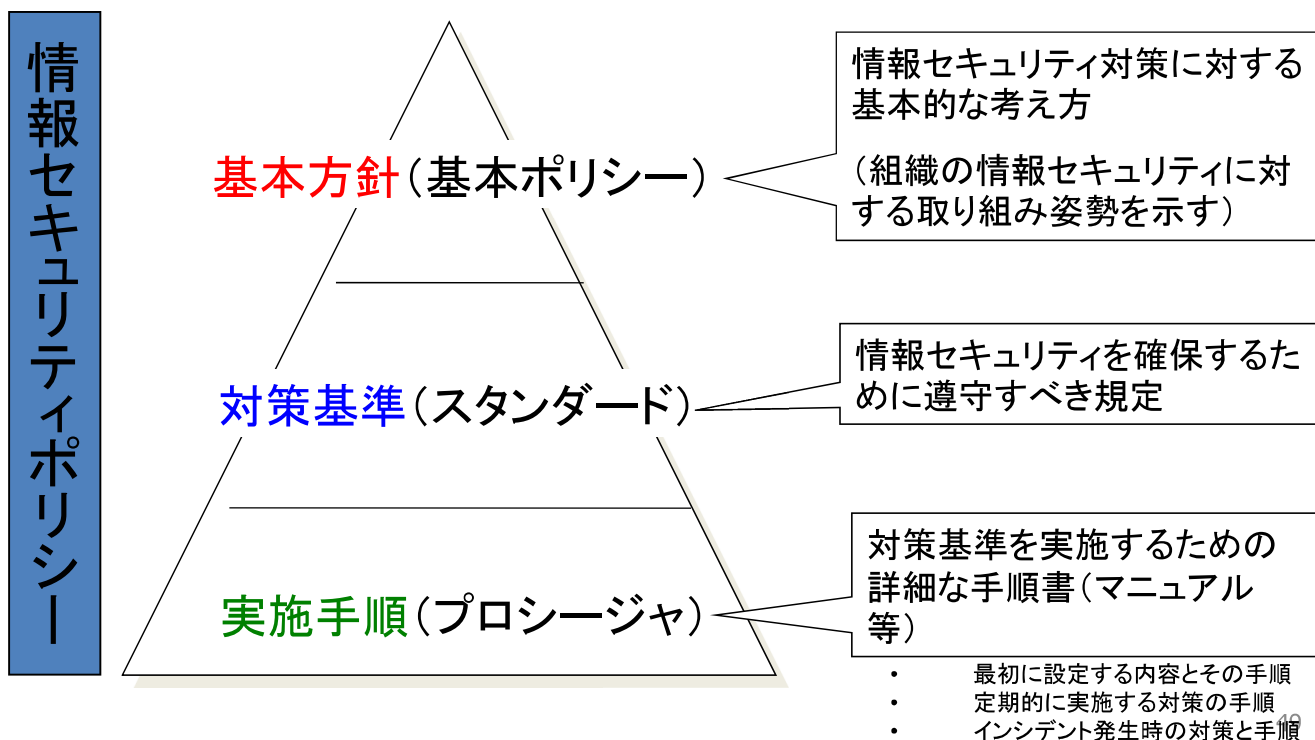 情報セキュリティポリシー
基本方針(基本ポリシー)
情報セキュリティ対策に対する
基本的な考え方
(組織の情報セキュリティに対
する取り組み姿勢を示す)
対策基準(スタンダード)
情報セキュリティを確保するた
めに遵守すべき規定
実施手順(プロシージャ)
対策基準を実施するための
詳細な手順書(マニュアル
等)
• 最初に設定する内容とその手順
• 定期的に実施する対策の手順
• インシデント発生時の対策と手順
40